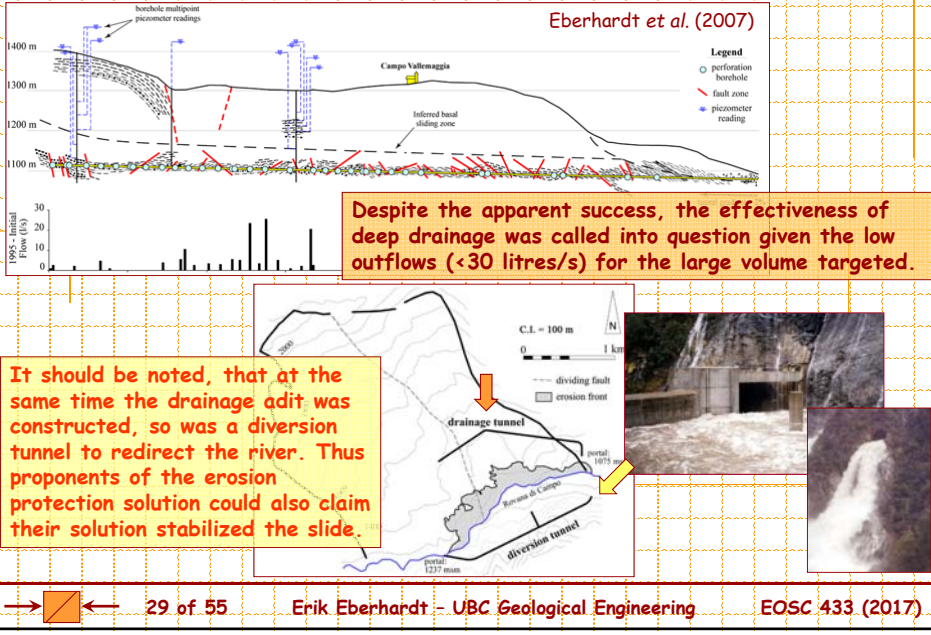 borehole multipoint
piezometer readings
Eberhardt et al. (2007)
1400 m
1300 m
1200 m
1100 m
Campo Vallemaggia
Inferred basal
sliding zone
Legend
perforation
borehole
fault zone
piezometer
reading
1995 - Initial
Flow (l/s)
30
20
10
0
Despite the apparent success, the effectiveness of
deep drainage was called into question given the low
outflows (<30 litres/s) for the large volume targeted.
It should be noted, that at the
same time the drainage adit was
constructed, so was a diversion
tunnel to redirect the river. Thus
proponents of the erosion
protection solution could also claim
their solution stabilized the slide.
2000
C.I. = 100 m
N
0 1 km
dividing fault
erosion front
drainage tunnel
portal:
1075 m
Rovana di Campo
diversion tunnel
portal:
1237 msm
29 of 55
Erik Eberhardt – UBC Geological Engineering
EOSC 433 (2017)